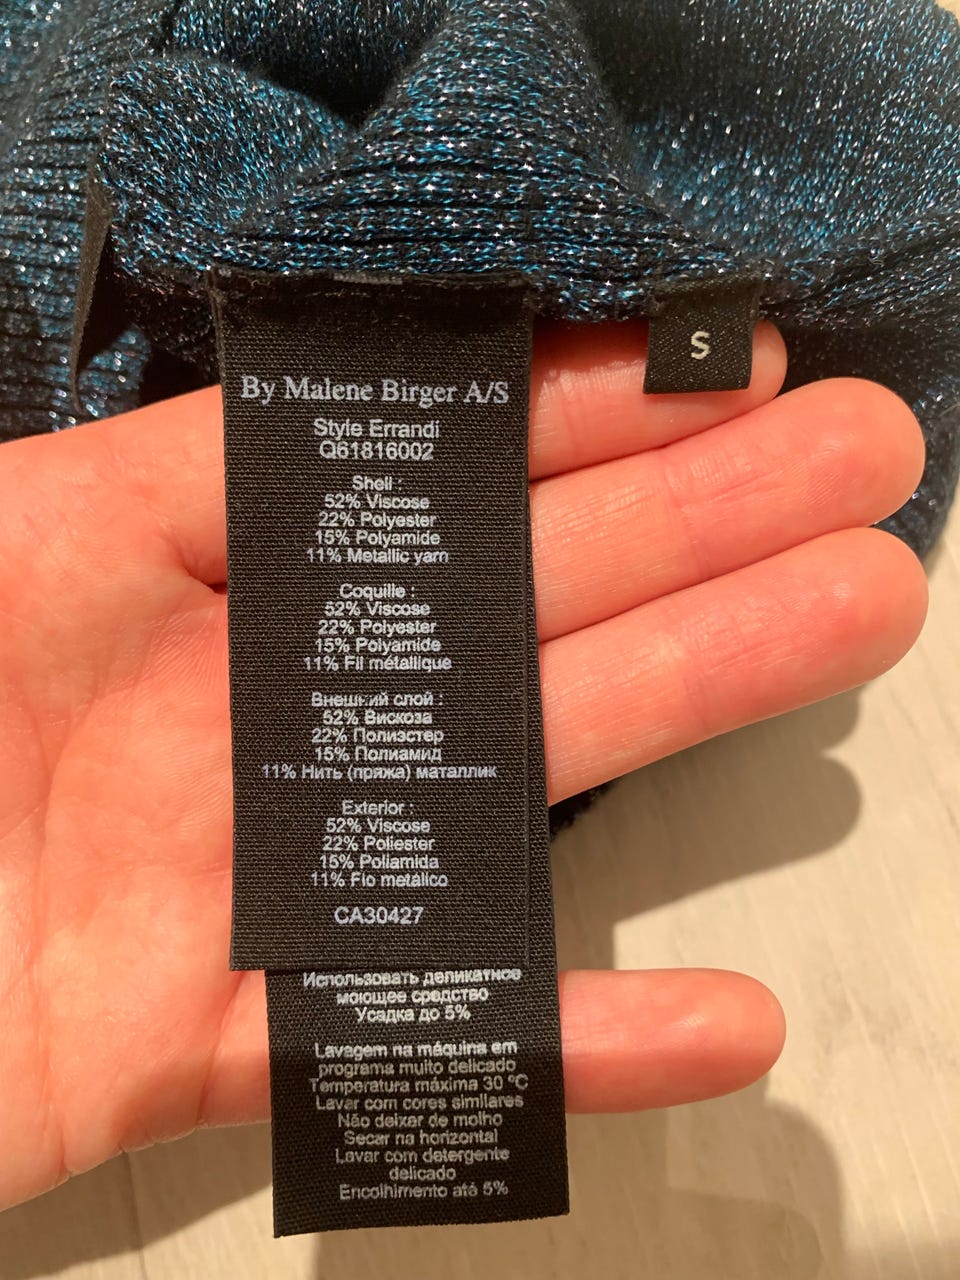 By Malene Birger A/S
S
Style Errandi
Q61816002
Shell :
52% Viscose
22% Polyester
15% Polyamide
11% Metallic yarn
Coquille :
52% Viscose
22% Polyester
15% Polyamide
11% Fil métallique
Внешний слой :
52% Вискоза
22% Полиэстер
15% Полиамид
11% Нить (пряжа) маталлик
Exterior :
52% Viscose
22% Poliester
15% Poliamida
11% Fio metálico
CA30427
Использовать деликатное
моющее средство
Усадка до 5%
Lavagem na máquina em
programa muito delicado
Temperatura máxima 30 ºC
Lavar com cores similares
Não deixar de molho
Secar na horizontal
Lavar com detergente
delicado
Encolhimento até 5%